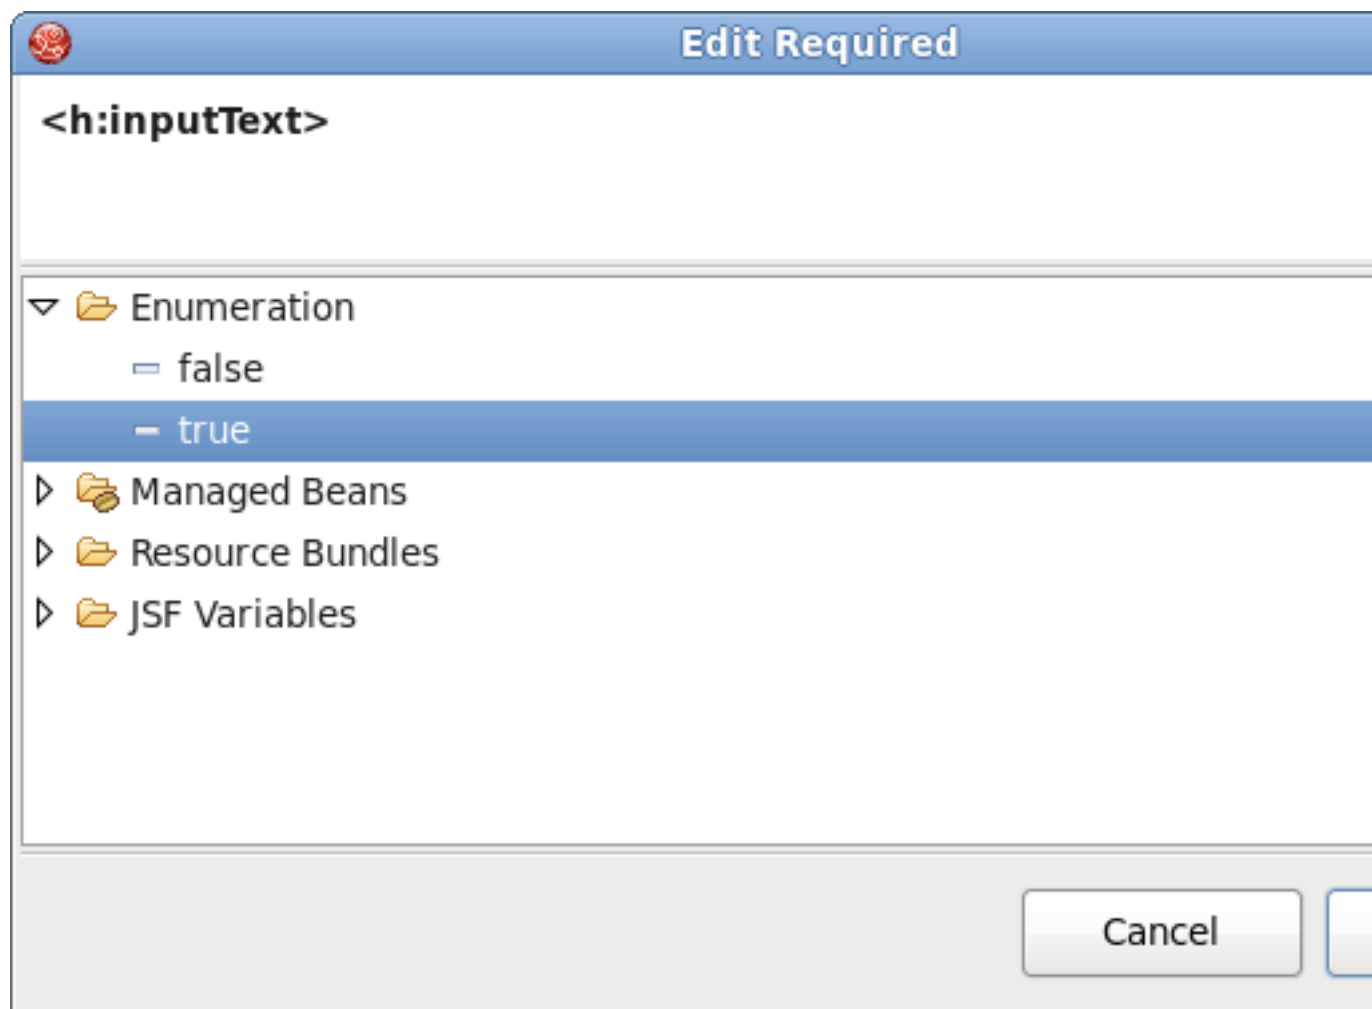 Edit Required
<h:inputText>
Enumeration
false
true
Managed Beans
Resource Bundles
JSF Variables
Cancel